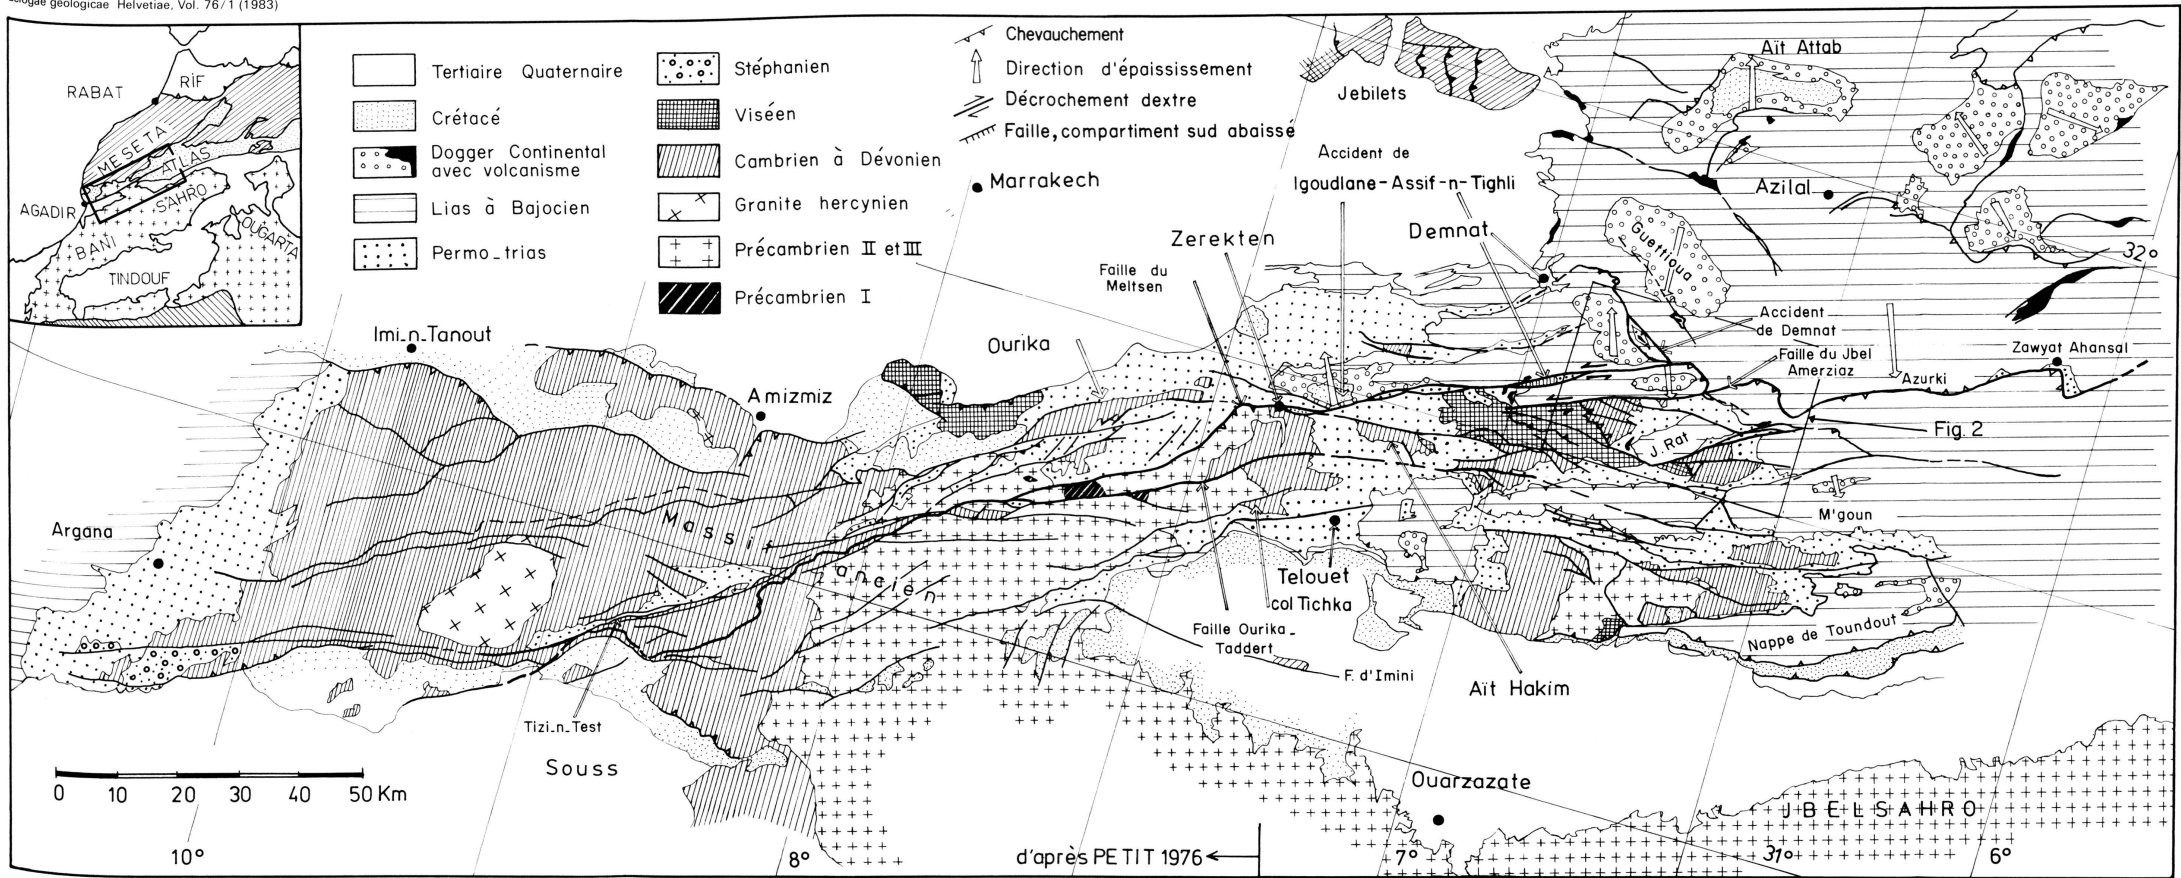 geologicae Helvetiae, Vol. 76/1 (1983)
RABAT
RIF
MESETA
ATLAS
AGADIR
SAHRO
BANI
OUGARTA
TINDOUF
Tertiaire Quaternaire
Crétacé
Dogger Continental
avec volcanisme
Lias à Bajocien
Permo_trias
Stéphanien
Viséen
Cambrien à Dévonien
Granite hercynien
Précambrien II et III
Précambrien I
Chevauchement
Direction d'épaississement
Décrochement dextre
Faille, compartiment sud abaissé
Jebilets
Aït Attab
Accident de
Igoudlane-Assif-n-Tighli
Marrakech
Azilal
Zerekten
Demnat
Guettioua
32°
Faille du
Meltsen
Accident
de Demnat
Imi_n_Tanout
Ourika
Faille du Jbel
Amerziaz
Zawyat Ahansal
Azurki
Amizmiz
Fig. 2
J. Rat
Argana
Massif
ancien
M'goun
Telouet
col Tichka
Faille Ourika_
Taddert
F. d'Imini
Aït Hakim
Nappe de Toundout
Tizi_n_Test
Souss
Ouarzazate
JBEL SAHRO
0 10 20 30 40 50 Km
10°
8°
d'après PETIT 1976
7°
31°
6°